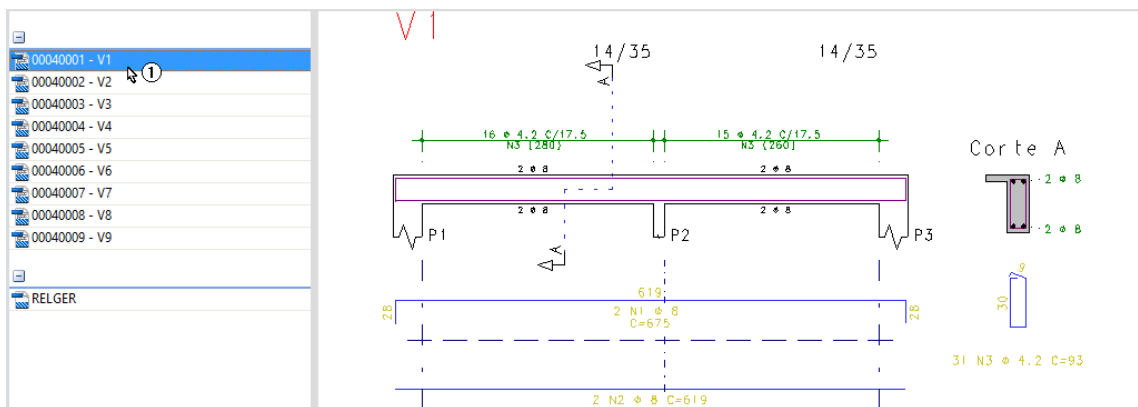 00040001 - V1
00040002 - V2
00040003 - V3
00040004 - V4
00040005 - V5
00040006 - V6
00040007 - V7
00040008 - V8
00040009 - V9
RELGER
1
V1
14/35 14/35
A
16 ø 4.2 C/17.5 15 ø 4.2 C/17.5
N3 [280] N3 [260]
Corte A
2 ø 8 2 ø 8
2 ø 8
2 ø 8 2 ø 8
2 ø 8
P1 P2 P3
A
619
28 2 N1 ø 8 28
C=675
9
30
31 N3 ø 4.2 C=93
2 N2 ø 8 C=619